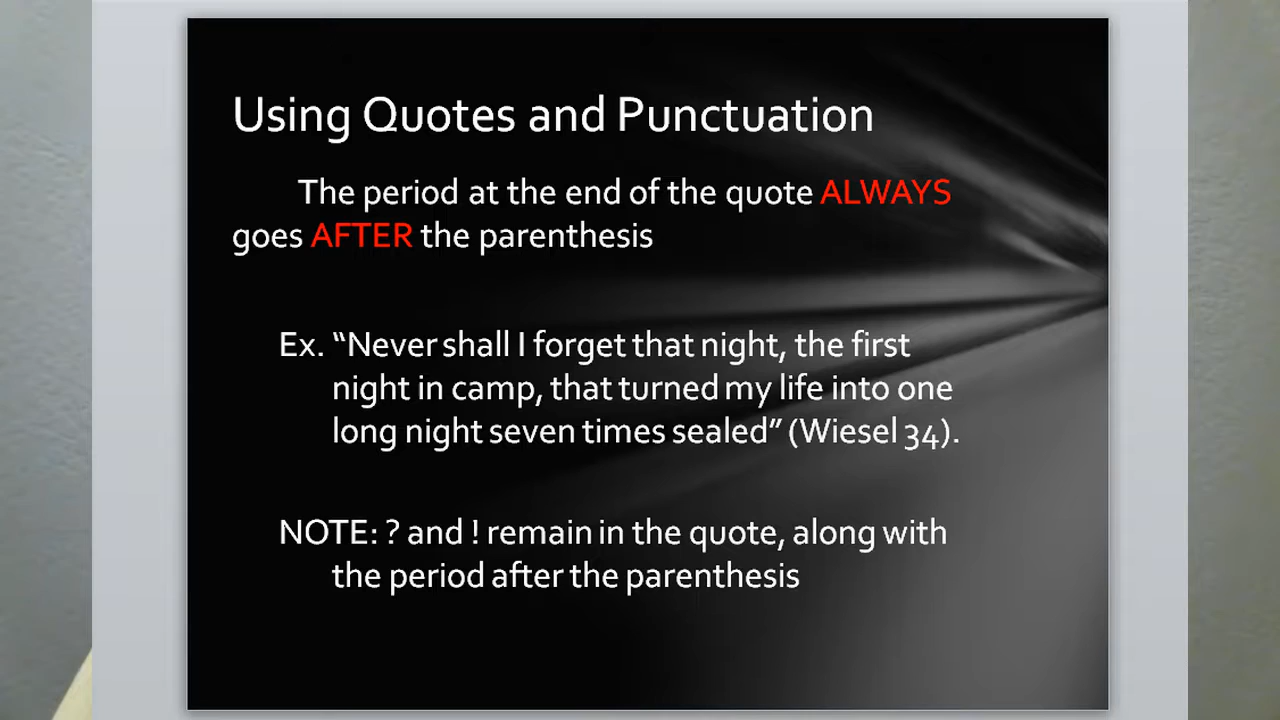 Using Quotes and Punctuation
The period at the end of the quote ALWAYS
goes AFTER the parenthesis
Ex. “Never shall I forget that night, the first
night in camp, that turned my life into one
long night seven times sealed” (Wiesel 34).
NOTE: ? and ! remain in the quote, along with
the period after the parenthesis